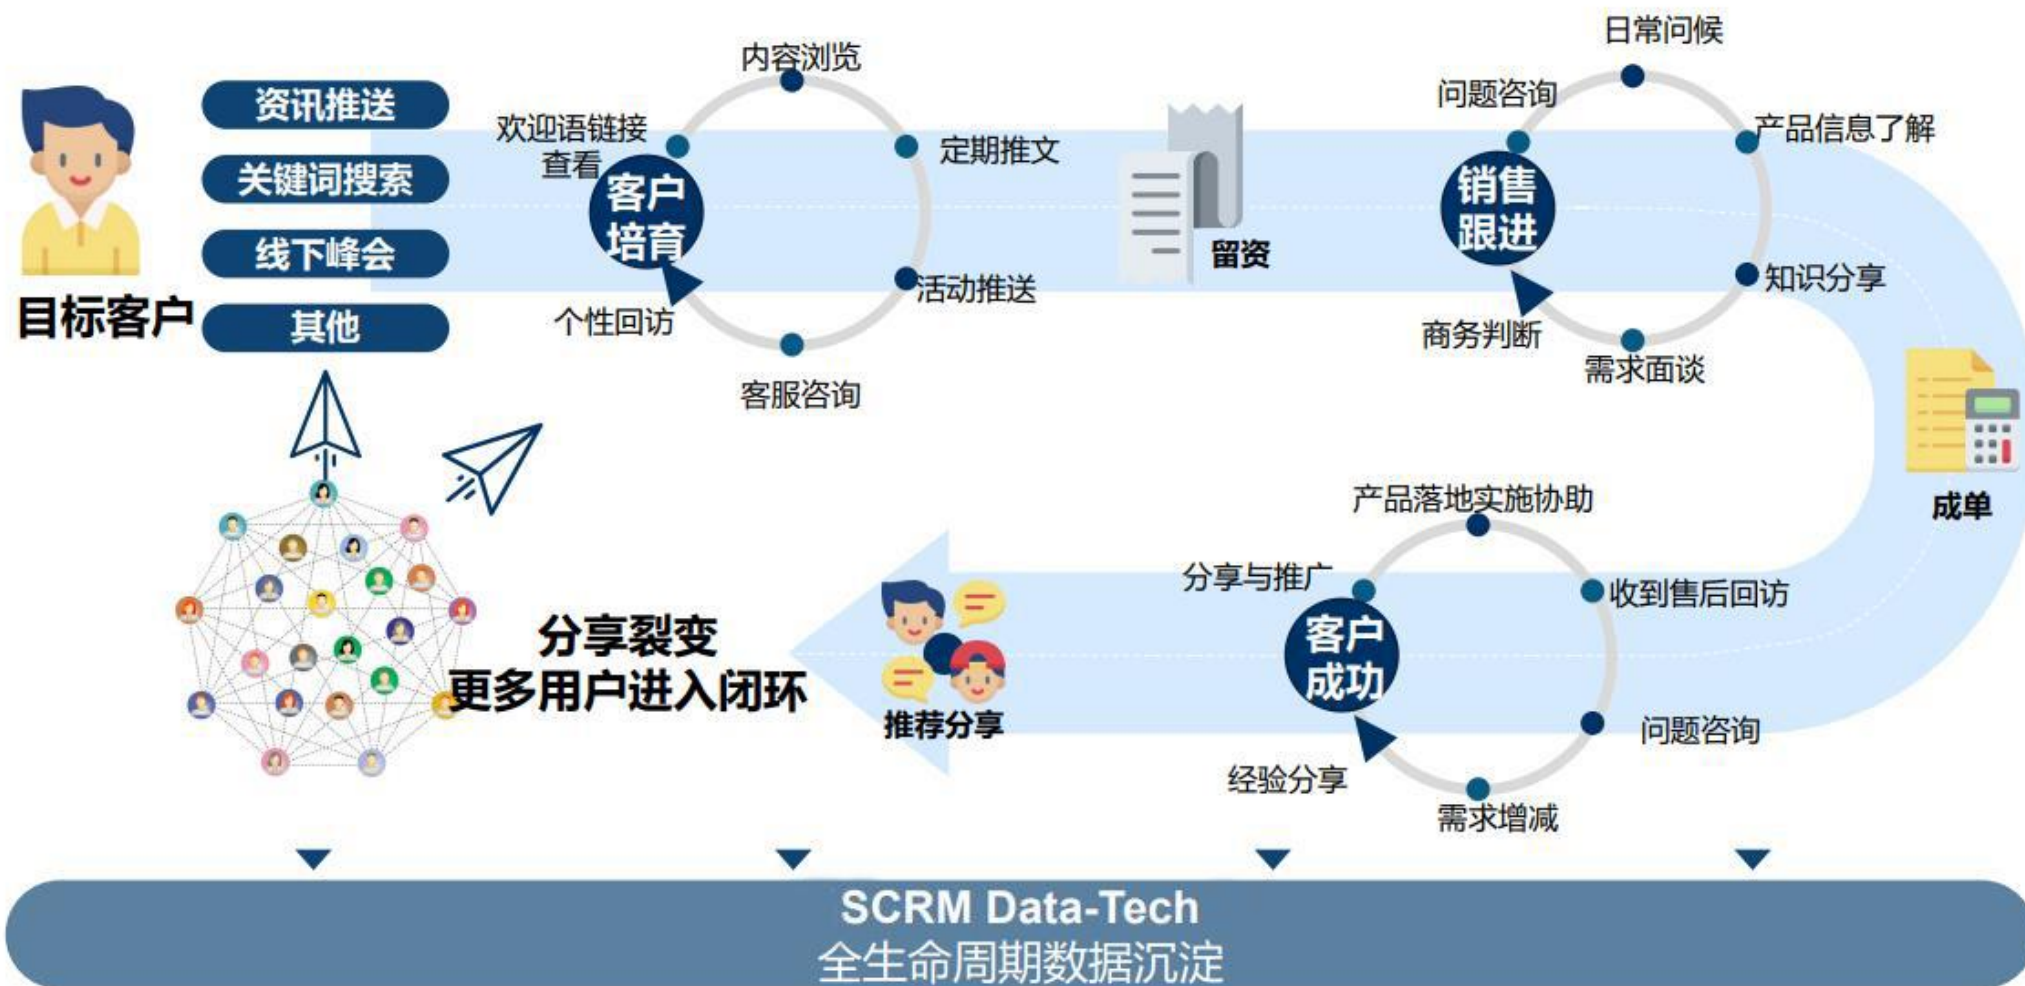 目标客户
资讯推送
关键词搜索
线下峰会
其他
内容浏览
欢迎语链接
查看
客户
培育
定期推文
活动推送
客服咨询
个性回访
留资
日常问候
问题咨询
销售
跟进
产品信息了解
知识分享
需求面谈
商务判断
成单
产品落地实施协助
分享与推广
客户
成功
收到售后回访
问题咨询
需求增减
经验分享
推荐分享
分享裂变
更多用户进入闭环
SCRM Data-Tech
全生命周期数据沉淀